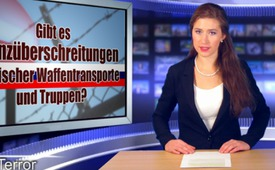 Gibt es
nzüberschreitungen
ischer Waffentransporte
und Truppen?
Terror